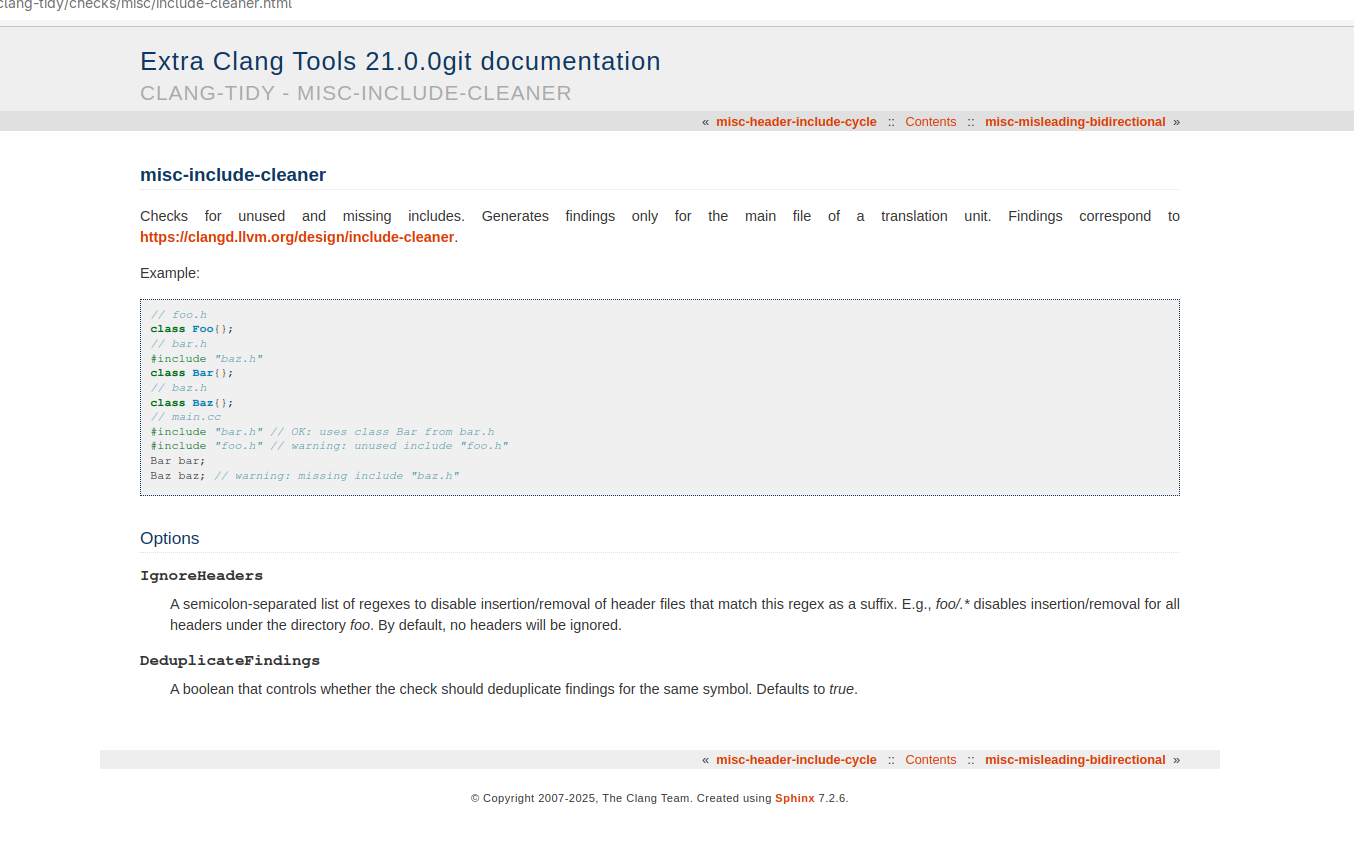 clang-tidy/checks/misc/include-cleaner.html
Extra Clang Tools 21.0.0git documentation
CLANG-TIDY - MISC-INCLUDE-CLEANER
« misc-header-include-cycle :: Contents :: misc-misleading-bidirectional »
misc-include-cleaner
Checks for unused and missing includes. Generates findings only for the main file of a translation unit. Findings correspond to
https://clangd.llvm.org/design/include-cleaner.
Example:
// foo.h
class Foo{};
// bar.h
#include "baz.h"
class Bar{};
// baz.h
class Baz{};
// main.cc
#include "bar.h" // OK: uses class Bar from bar.h
#include "foo.h" // warning: unused include "foo.h"
Bar bar;
Baz baz; // warning: missing include "baz.h"
Options
IgnoreHeaders
A semicolon-separated list of regexes to disable insertion/removal of header files that match this regex as a suffix. E.g., foo/.* disables insertion/removal for all
headers under the directory foo. By default, no headers will be ignored.
DeduplicateFindings
A boolean that controls whether the check should deduplicate findings for the same symbol. Defaults to true.
« misc-header-include-cycle :: Contents :: misc-misleading-bidirectional »
© Copyright 2007-2025, The Clang Team. Created using Sphinx 7.2.6.